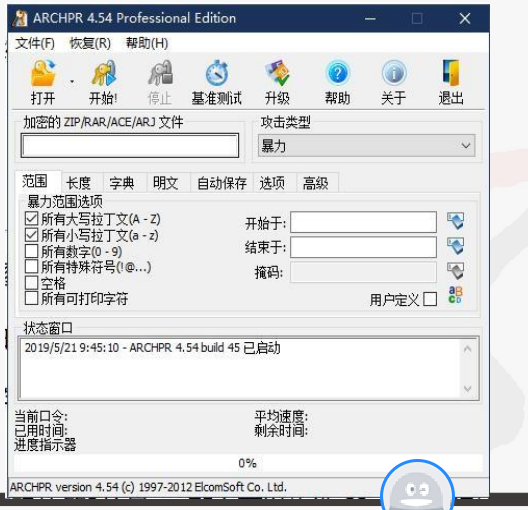 ARCHPR 4.54 Professional Edition
文件(F) 恢复(R) 帮助(H)
打开 开始! 停止 基准测试 升级 帮助 关于 退出
加密的 ZIP/RAR/ACE/ARJ 文件 攻击类型
暴力
范围 长度 字典 明文 自动保存 选项 高级
暴力范围选项
所有大写拉丁文(A - Z) 开始于:
所有小写拉丁文(a - z)
所有数字(0 - 9) 结束于:
所有特殊符号(!@...) 掩码:
空格
所有可打印字符 用户定义
状态窗口
2019/5/21 9:45:10 - ARCHPR 4.54 build 45 已启动
当前口令: 平均速度:
已用时间: 剩余时间:
进度指示器
0%
ARCHPR version 4.54 (c) 1997-2012 ElcomSoft Co. Ltd.